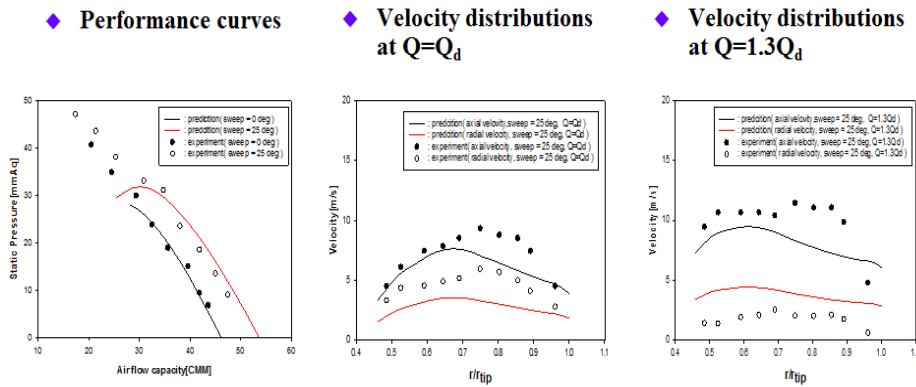 Performance curves
Velocity distributions
at Q=Qd
Velocity distributions
at Q=1.3Qd
50
40
30
20
10
0
Static Pressure [mmAq]
: prediction( sweep = 0 deg )
: prediction( sweep = 25 deg )
: experiment( sweep = 0 deg )
: experiment( sweep = 25 deg )
10 20 30 40 50 60
Airflow capacity[CMM]
20
15
10
5
0
Velocity [m/s]
: prediction( axial velovity, sweep = 25 deg, Q=Qd )
: prediction( radial velocity, sweep = 25 deg, Q=Qd )
: experiment( axial velocity, sweep = 25 deg, Q=Qd )
: experiment( radial velocity, sweep = 25 deg, Q=Qd )
0.4 0.5 0.6 0.7 0.8 0.9 1.0 1.1
r/rtip
20
15
10
5
0
Velocity [m/s]
: prediction( axial velovity, sweep = 25 deg, Q=1.3Qd )
: prediction( radial velocity, sweep = 25 deg, Q=1.3Qd )
: experiment( axial velocity, sweep = 25 deg, Q=1.3Qd )
: experiment( radial velocity, sweep = 25 deg, Q=1.3Qd )
0.4 0.5 0.6 0.7 0.8 0.9 1.0 1.1
r/rtip